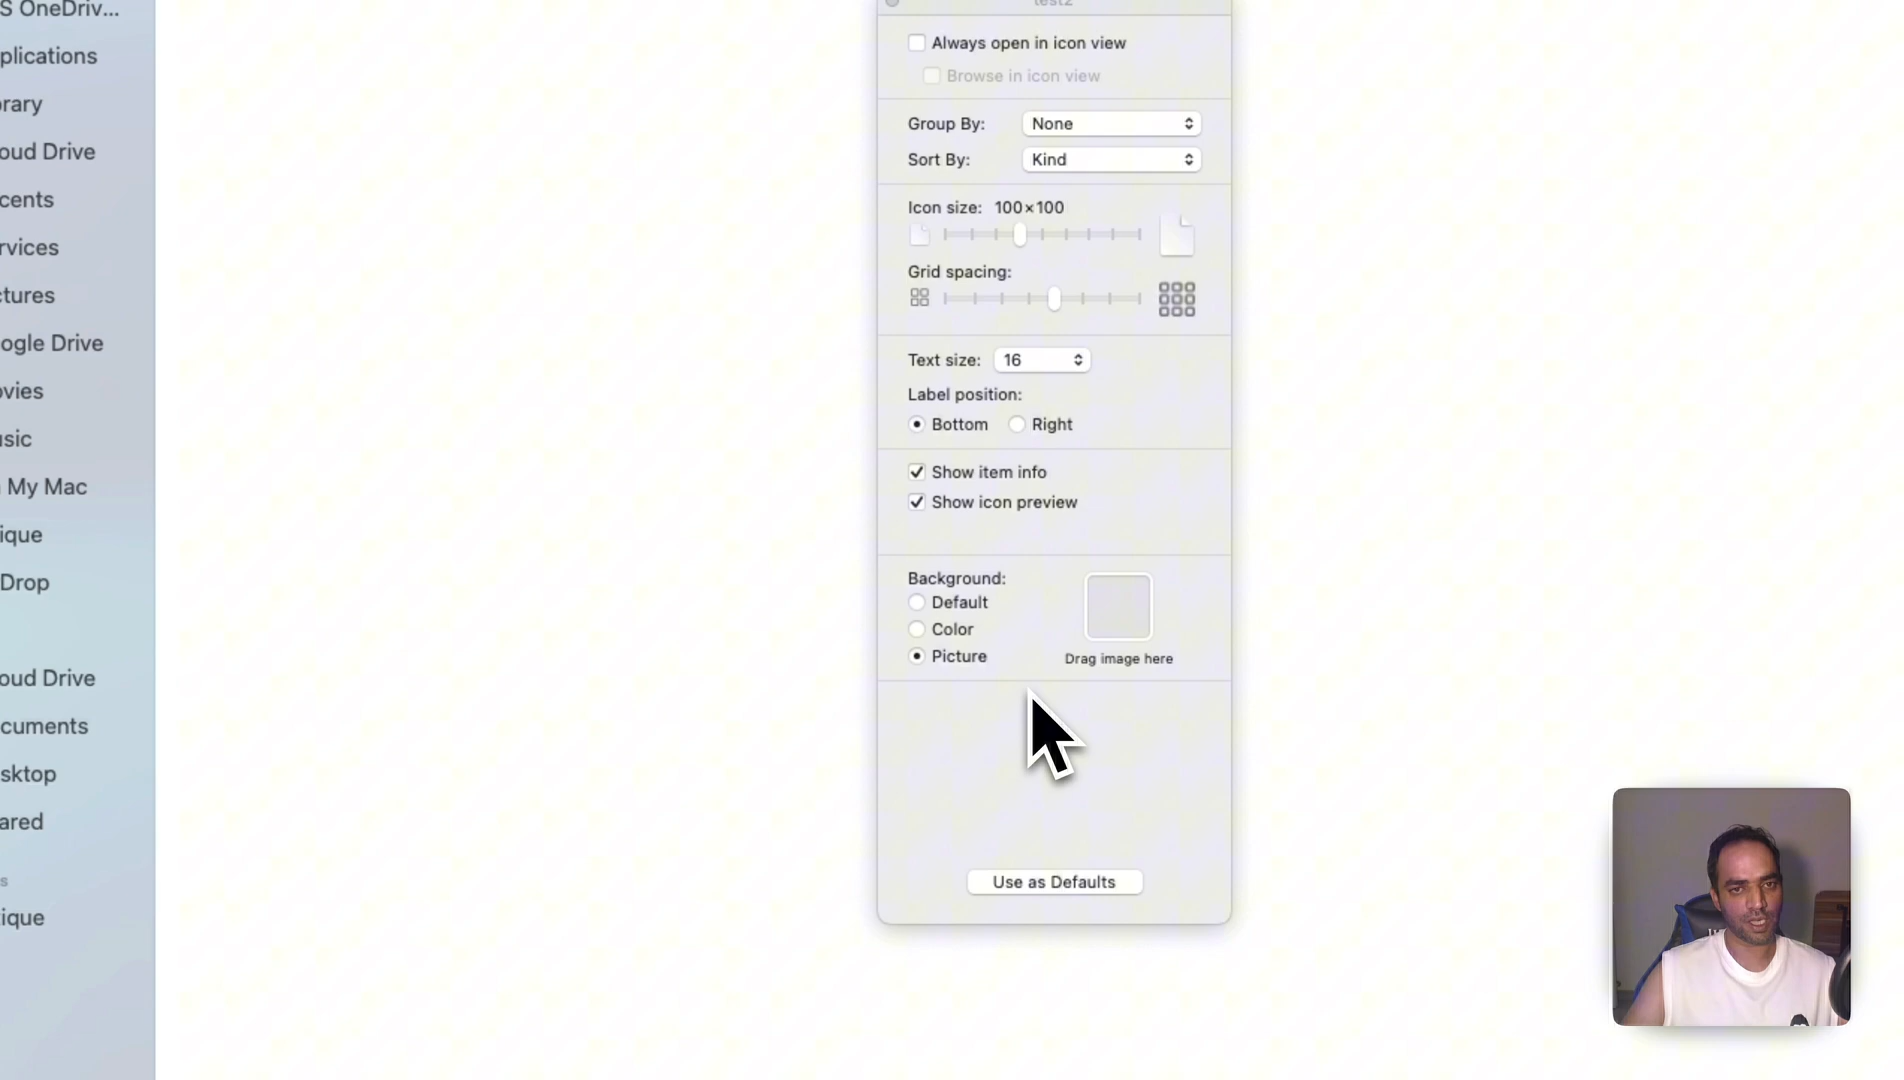 S OneDriv...
plications
rary
oud Drive
cents
rvices
ctures
ogle Drive
ovies
usic
My Mac
ique
Drop
oud Drive
cuments
sktop
ared
s
ique
test2
Always open in icon view
Browse in icon view
Group By: None
Sort By: Kind
Icon size: 100×100
Grid spacing:
Text size: 16
Label position:
Bottom Right
Show item info
Show icon preview
Background:
Default
Color
Picture
Drag image here
Use as Defaults